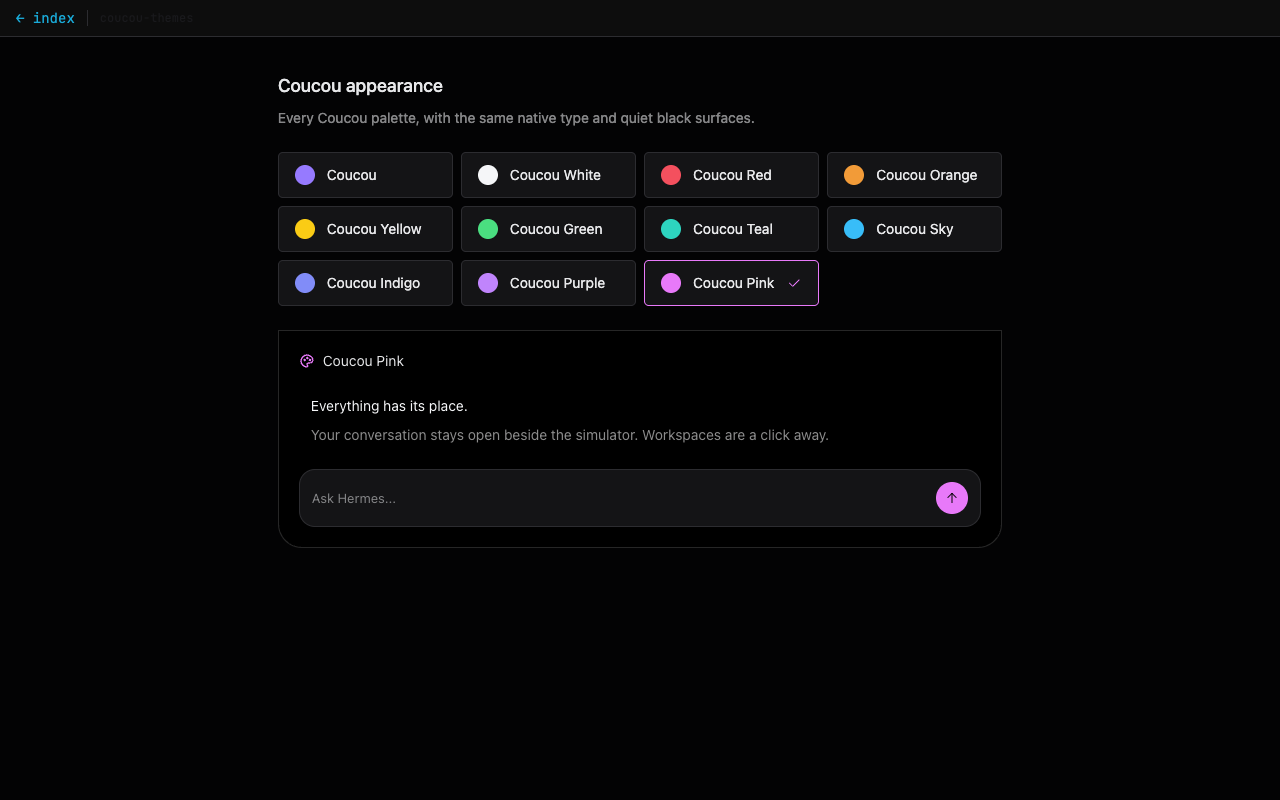 ← index
coucou-themes
Coucou appearance
Every Coucou palette, with the same native type and quiet black surfaces.
Coucou
Coucou White
Coucou Red
Coucou Orange
Coucou Yellow
Coucou Green
Coucou Teal
Coucou Sky
Coucou Indigo
Coucou Purple
Coucou Pink
Coucou Pink
Everything has its place.
Your conversation stays open beside the simulator. Workspaces are a click away.
Ask Hermes...